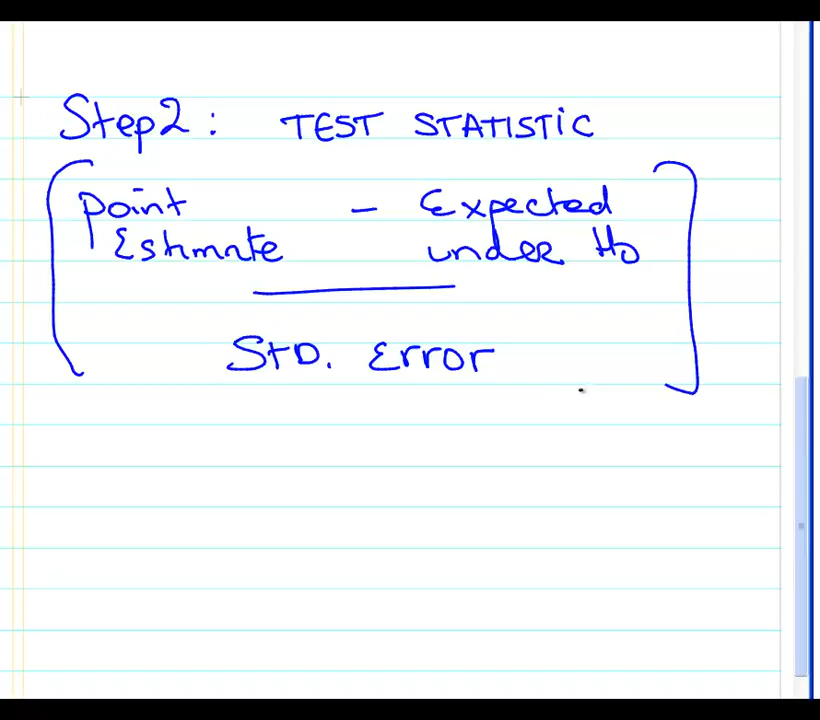 Step2: TEST STATISTIC
Point - Expected
Estimate under Ho
STD. Error